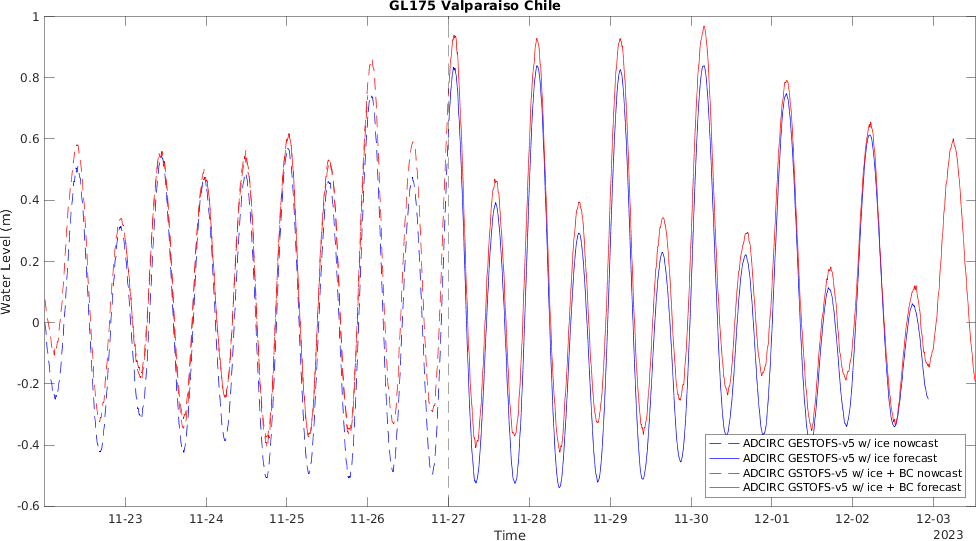 GL175 Valparaiso Chile
Water Level (m)
1
0.8
0.6
0.4
0.2
0
-0.2
-0.4
-0.6
ADCIRC GESTOFS-v5 w/ ice nowcast
ADCIRC GESTOFS-v5 w/ ice forecast
ADCIRC GSTOFS-v5 w/ ice + BC nowcast
ADCIRC GSTOFS-v5 w/ ice + BC forecast
11-23 11-24 11-25 11-26 11-27 11-28 11-29 11-30 12-01 12-02 12-03
Time
2023